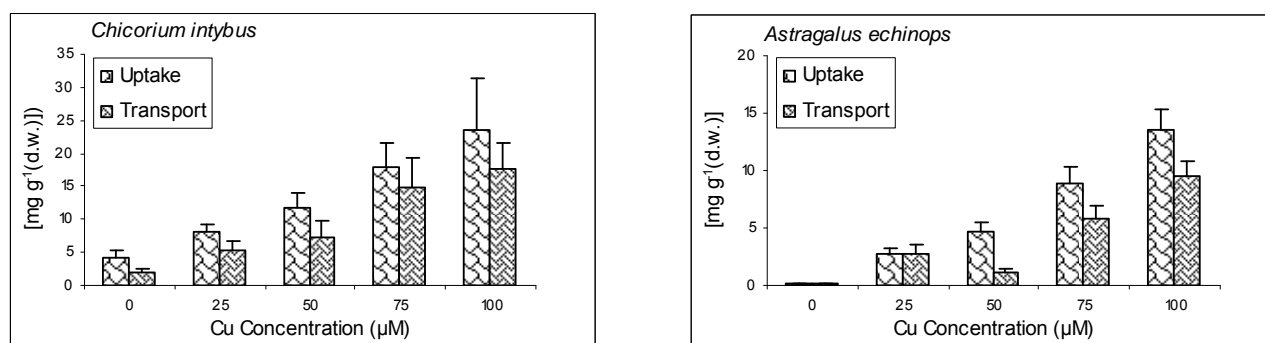 Chicorium intybus
[mg g-1(d.w.)])
40
35
30
25
20
15
10
5
0
Uptake
Transport
0 25 50 75 100
Cu Concentration (µM)
Astragalus echinops
[mg g-1(d.w.)]
20
15
10
5
0
Uptake
Transport
0 25 50 75 100
Cu Concentration (µM)